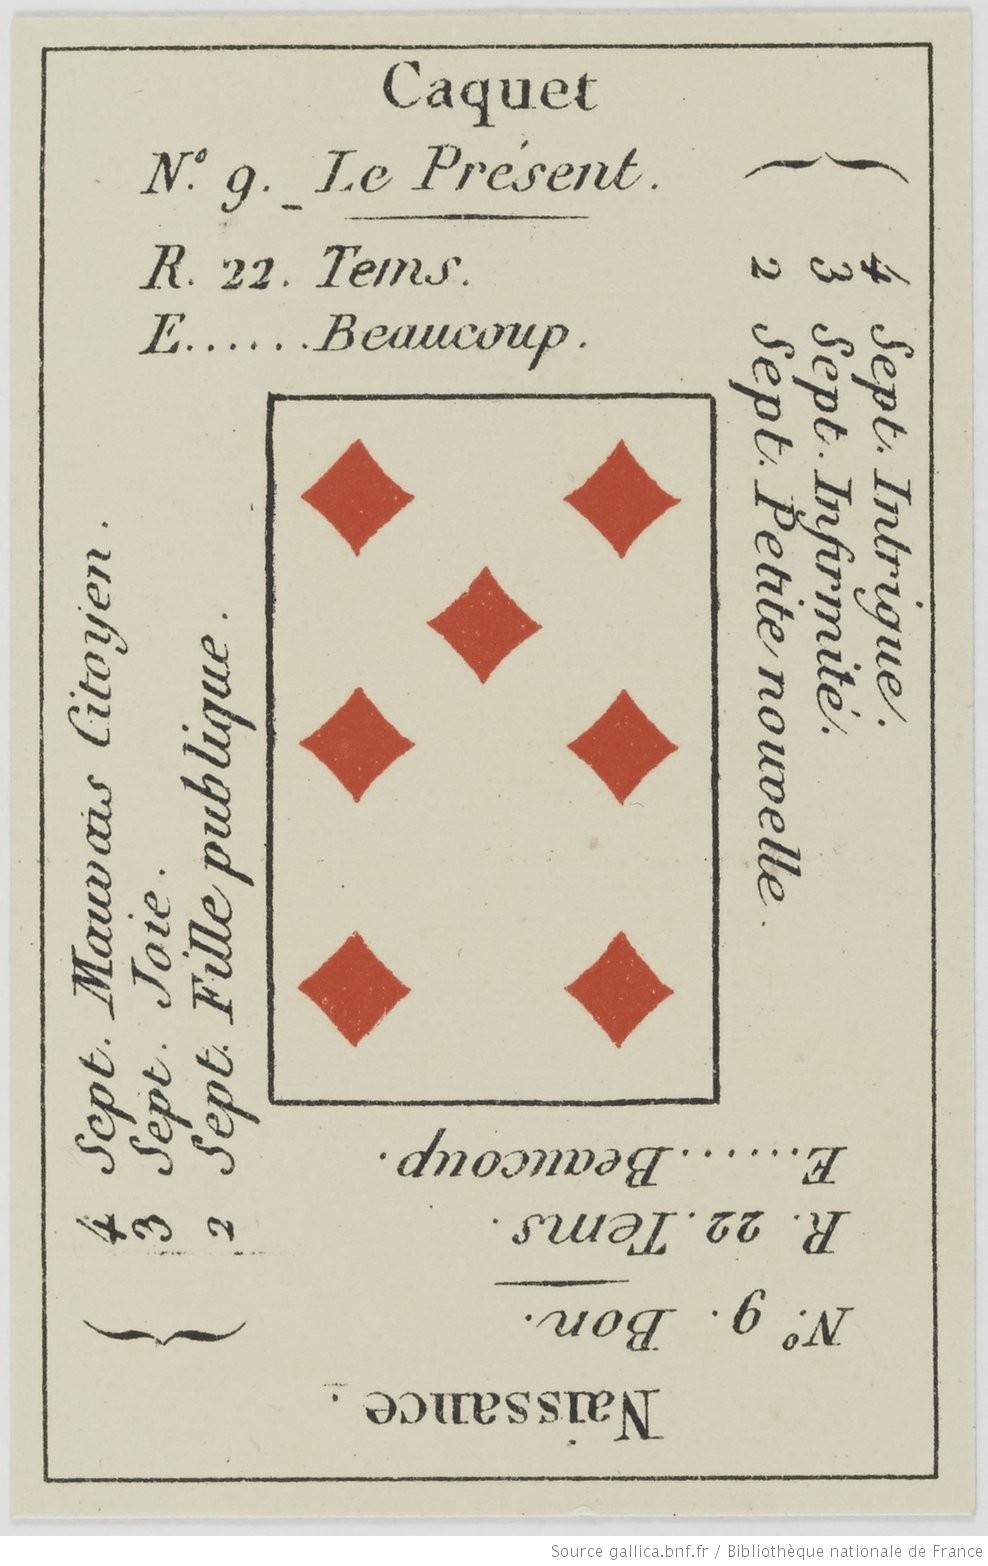 Caquet
N.° 9. _ Le Présent.
R. 22. Tems.
E......Beaucoup.
4 Sept. Intrigue.
3 Sept. Infirmité.
2 Sept. Petite nouvelle.
4 Sept. Mauvais Citoyen.
3 Sept. Joie.
2 Sept. Fille publique.
Naissance.
N.° 9. Bon.
R. 22. Tems.
E......Beaucoup.
Source gallica.bnf.fr / Bibliothèque nationale de France